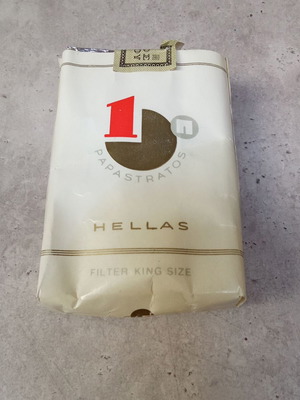 1
PAPASTRATOS
HELLAS
FILTER KING SIZE